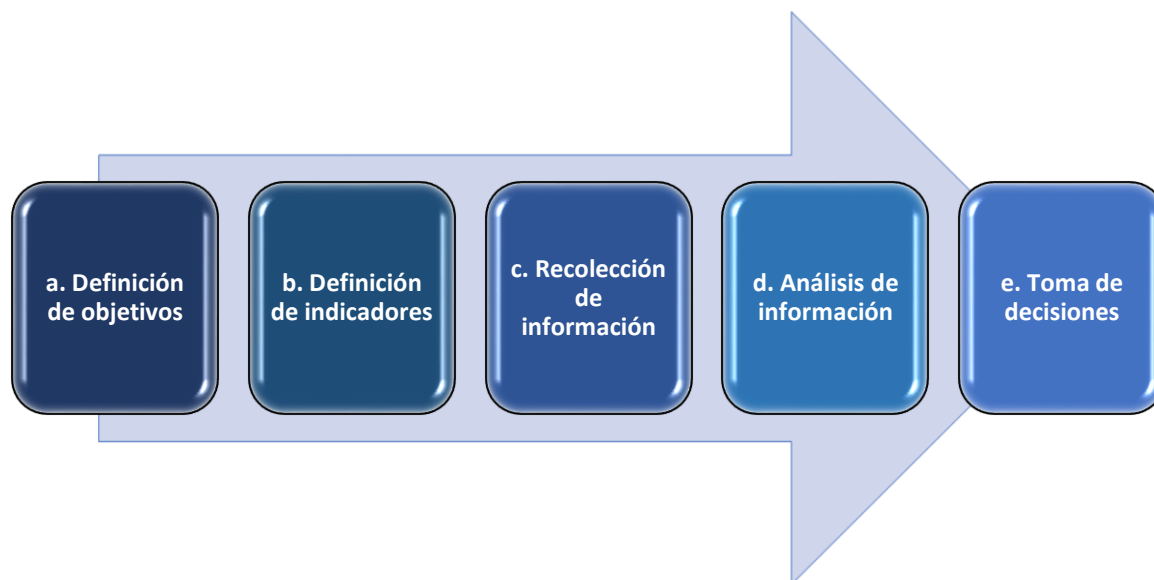 a. Definición
de objetivos
b. Definición
de indicadores
c. Recolección
de
información
d. Análisis de
información
e. Toma de
decisiones